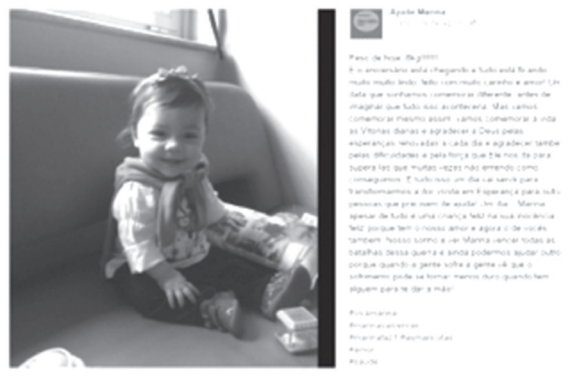 Ajude Marina
Peso de hoje: 8kg!!!!!!
E o aniversário está chegando e tudo está ficando
muito muito lindo, feito com muito carinho e amor! Um
data que sonhamos comemorar diferente, antes de
imaginar que tudo isso aconteceria. Mas vamos
comemorar mesmo assim, vamos comemorar a vida
as Vitórias diárias e agradecer a Deus pelas
esperanças renovadas a cada dia e agradecer també
pelas dificuldades e pela força que Ele nos da para
supera las que muitas vezes não entendo como
conseguimos. E tudo isso um dia vai servir para
transformarmos a dor vivida em Esperança para outr
pessoas que precisem de ajuda! Um dia... Marina
apesar de tudo é uma criança feliz na sua inocência
feliz porque tem o nosso amor e agora o de vocês
também. Nosso sonho a ver Marina vencer todas as
batalhas dessa guerra e ainda podermos ajudar outro
porque quando a gente sofre a gente vê que o
sofrimento pode se tornar menos duro quando tem
alguém para te dar a mão!